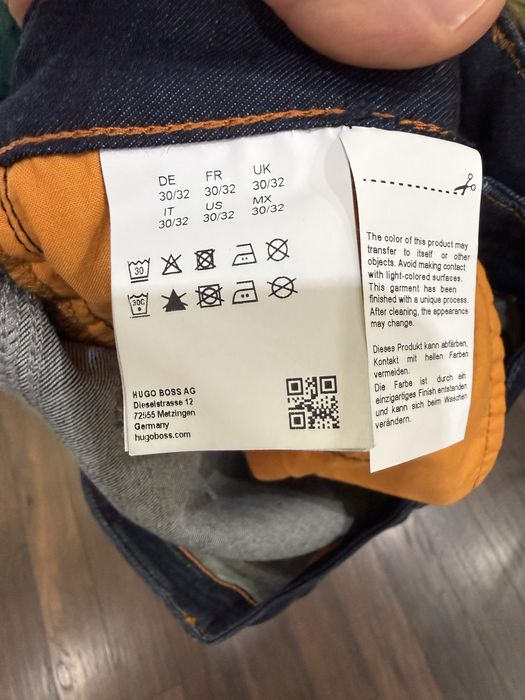 DE FR UK
30/32 30/32 30/32
IT US MX
30/32 30/32 30/32
30
30C
HUGO BOSS AG
Dieselstrasse 12
72555 Metzingen
Germany
hugoboss.com
The color of this product may
transfer to itself or other
objects. Avoid making contact
with light-colored surfaces.
This garment has been
finished with a unique process.
After cleaning, the appearance
may change.
Dieses Produkt kann abfärben,
Kontakt mit hellen Farben
vermeiden.
Die Farbe ist durch ein
einzigartiges Finish entstanden
und kann sich beim Waschen
verändern.